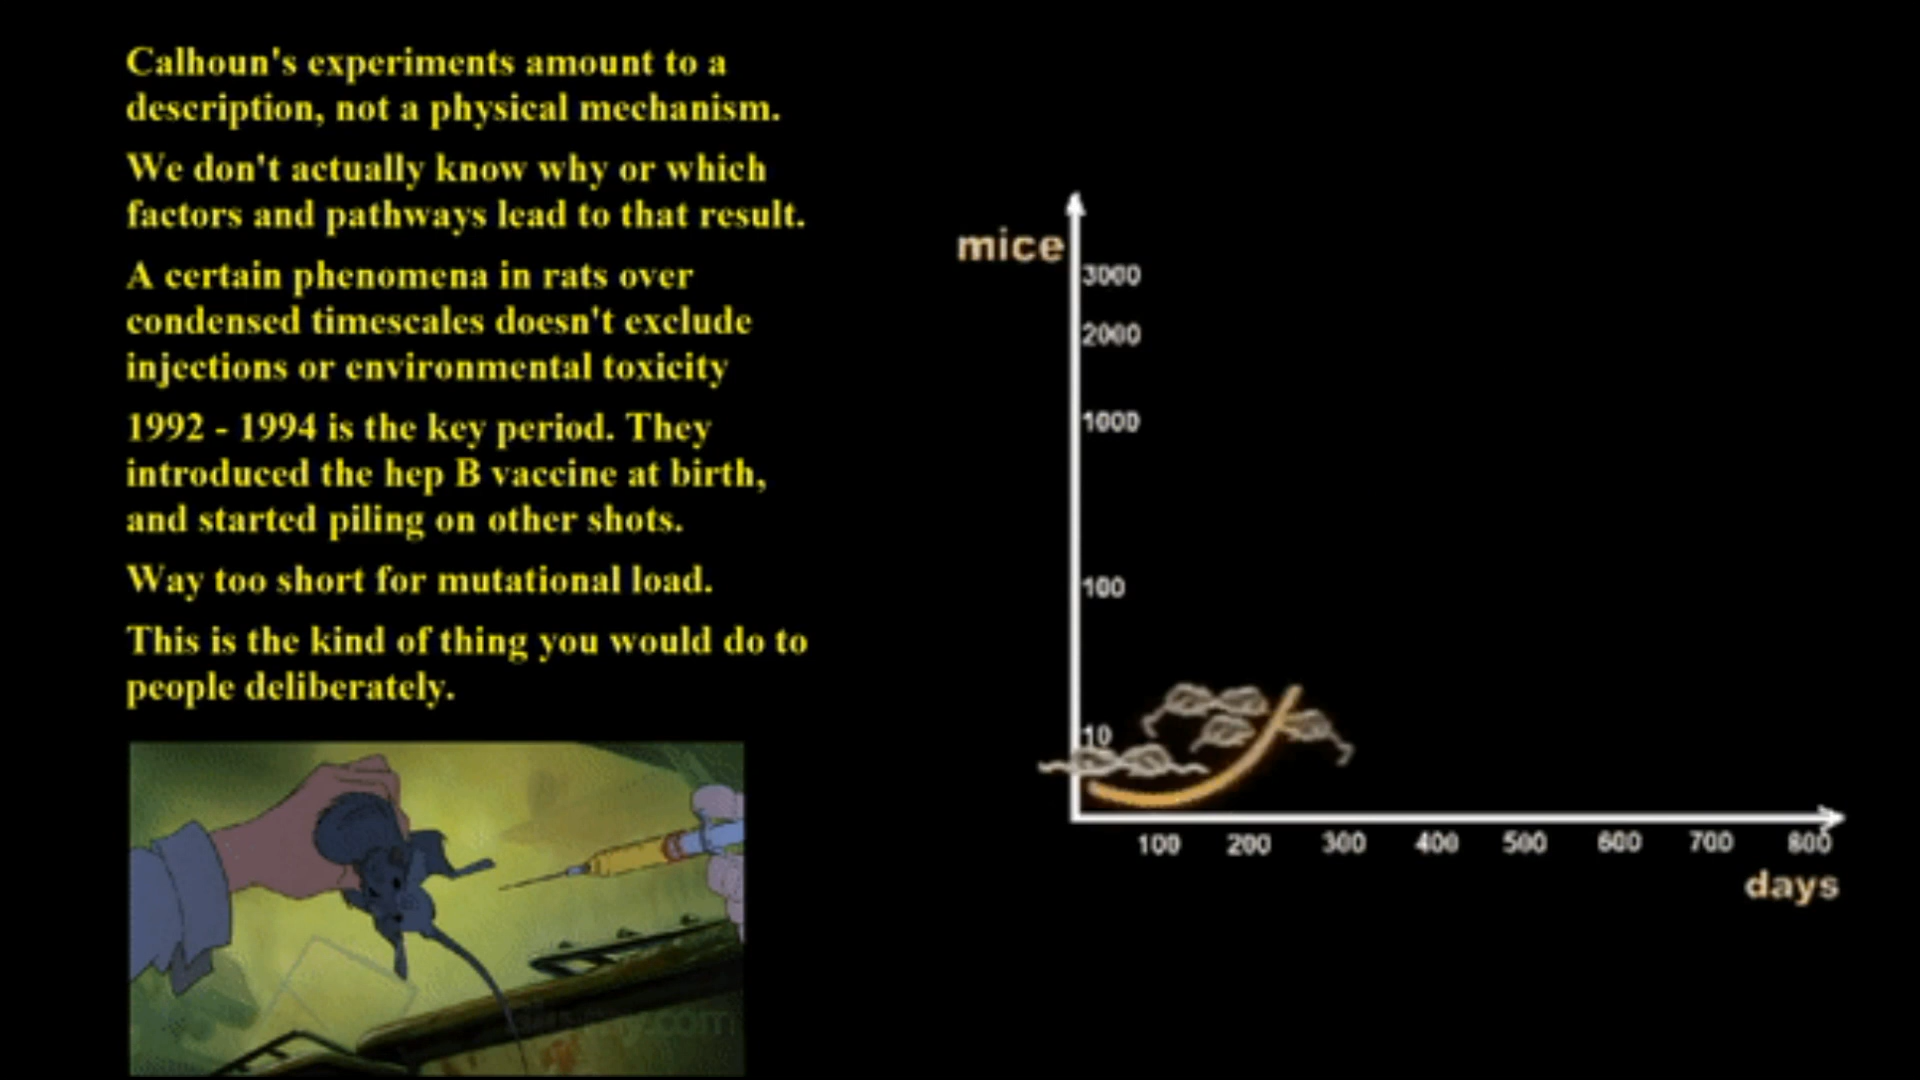 Calhoun's experiments amount to a
description, not a physical mechanism.
We don't actually know why or which
factors and pathways lead to that result.
A certain phenomena in rats over
condensed timescales doesn't exclude
injections or environmental toxicity
1992 - 1994 is the key period. They
introduced the hep B vaccine at birth,
and started piling on other shots.
Way too short for mutational load.
This is the kind of thing you would do to
people deliberately.
mice
3000
2000
1000
100
10
100 200 300 400 500 600 700 800
days